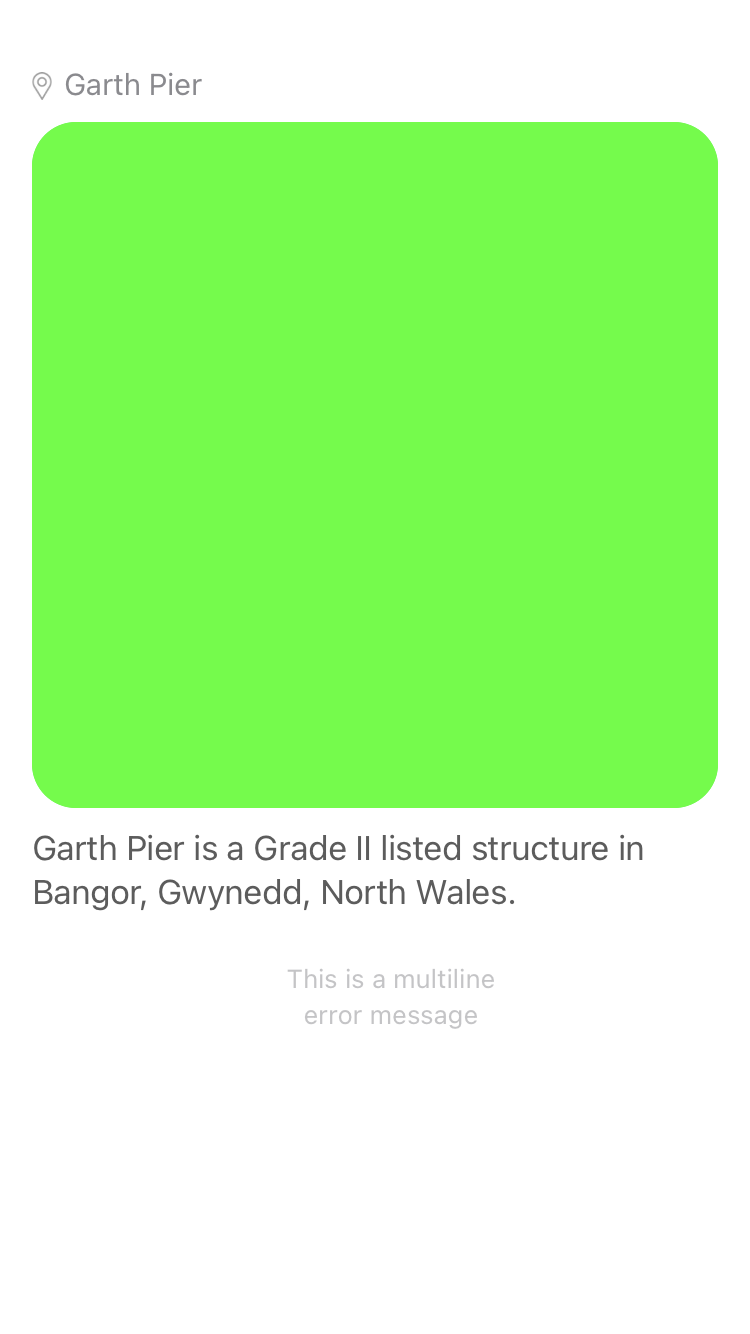 Garth Pier
Garth Pier is a Grade II listed structure in
Bangor, Gwynedd, North Wales.
This is a multiline
error message